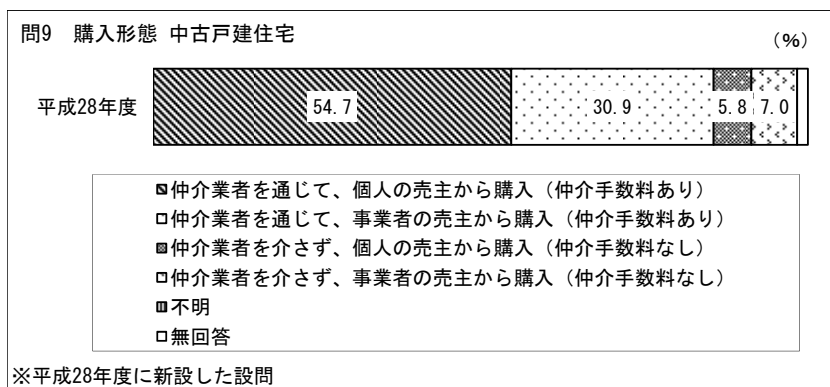 問9 購入形態 中古戸建住宅
(%)
平成28年度
54.7 30.9 5.8 7.0
仲介業者を通じて、個人の売主から購入（仲介手数料あり）
仲介業者を通じて、事業者の売主から購入（仲介手数料あり）
仲介業者を介さず、個人の売主から購入（仲介手数料なし）
仲介業者を介さず、事業者の売主から購入（仲介手数料なし）
不明
無回答
※平成28年度に新設した設問